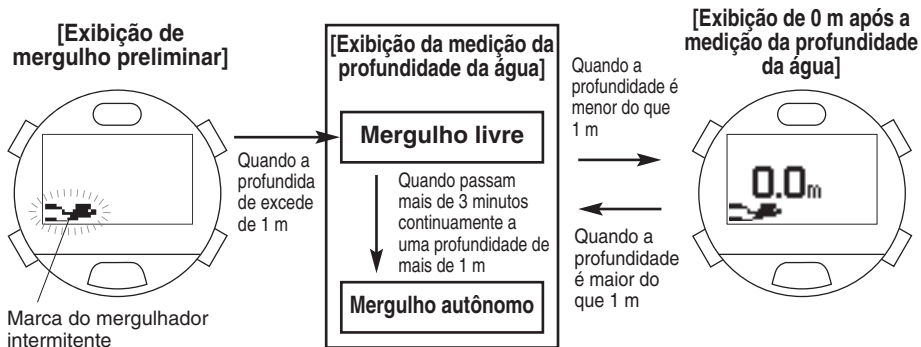 [Exibição de
mergulho preliminar]
Marca do mergulhador
intermitente
Quando a
profundida
de excede
de 1 m
[Exibição da medição da
profundidade da água]
Mergulho livre
Quando passam
mais de 3 minutos
continuamente a
uma profundidade de
mais de 1 m
Mergulho autônomo
Quando a
profundidade é
menor do que
1 m
Quando a
profundidade
é maior do
que 1 m
[Exibição de 0 m após a
medição da profundidade
da água]
0.0m